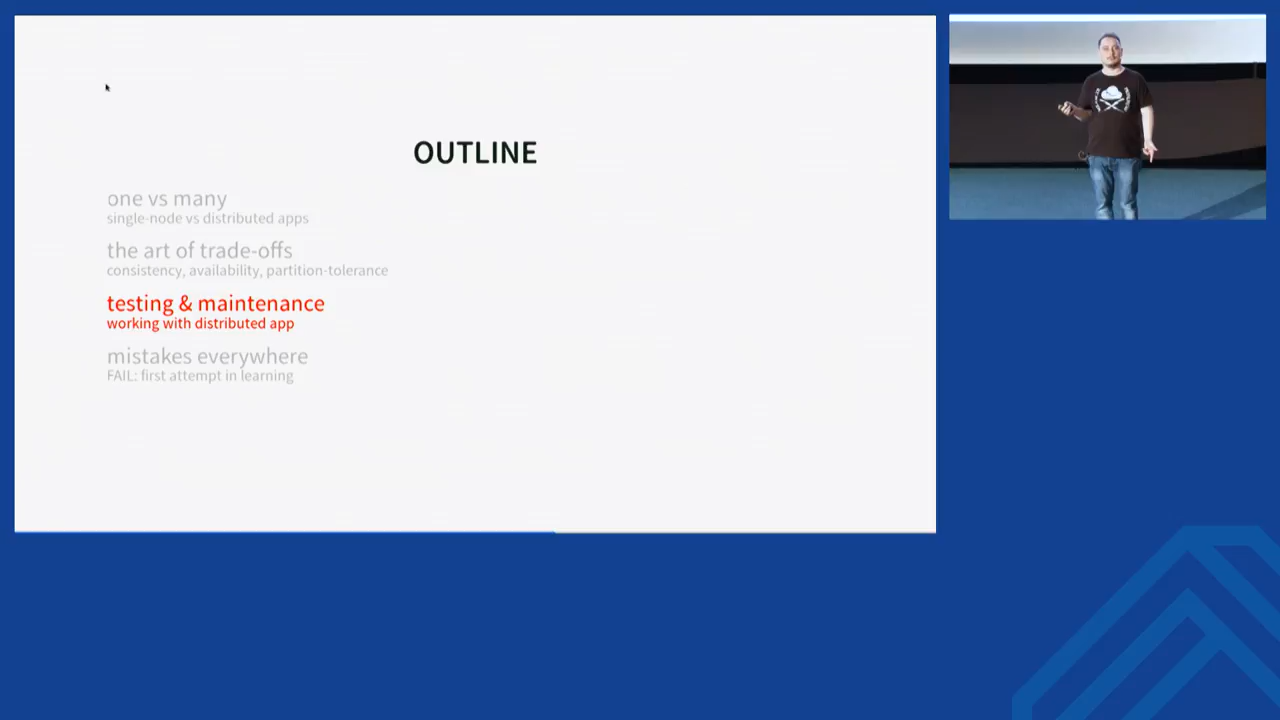 OUTLINE
one vs many
single-node vs distributed apps
the art of trade-offs
consistency, availability, partition-tolerance
testing & maintenance
working with distributed app
mistakes everywhere
FAIL: first attempt in learning